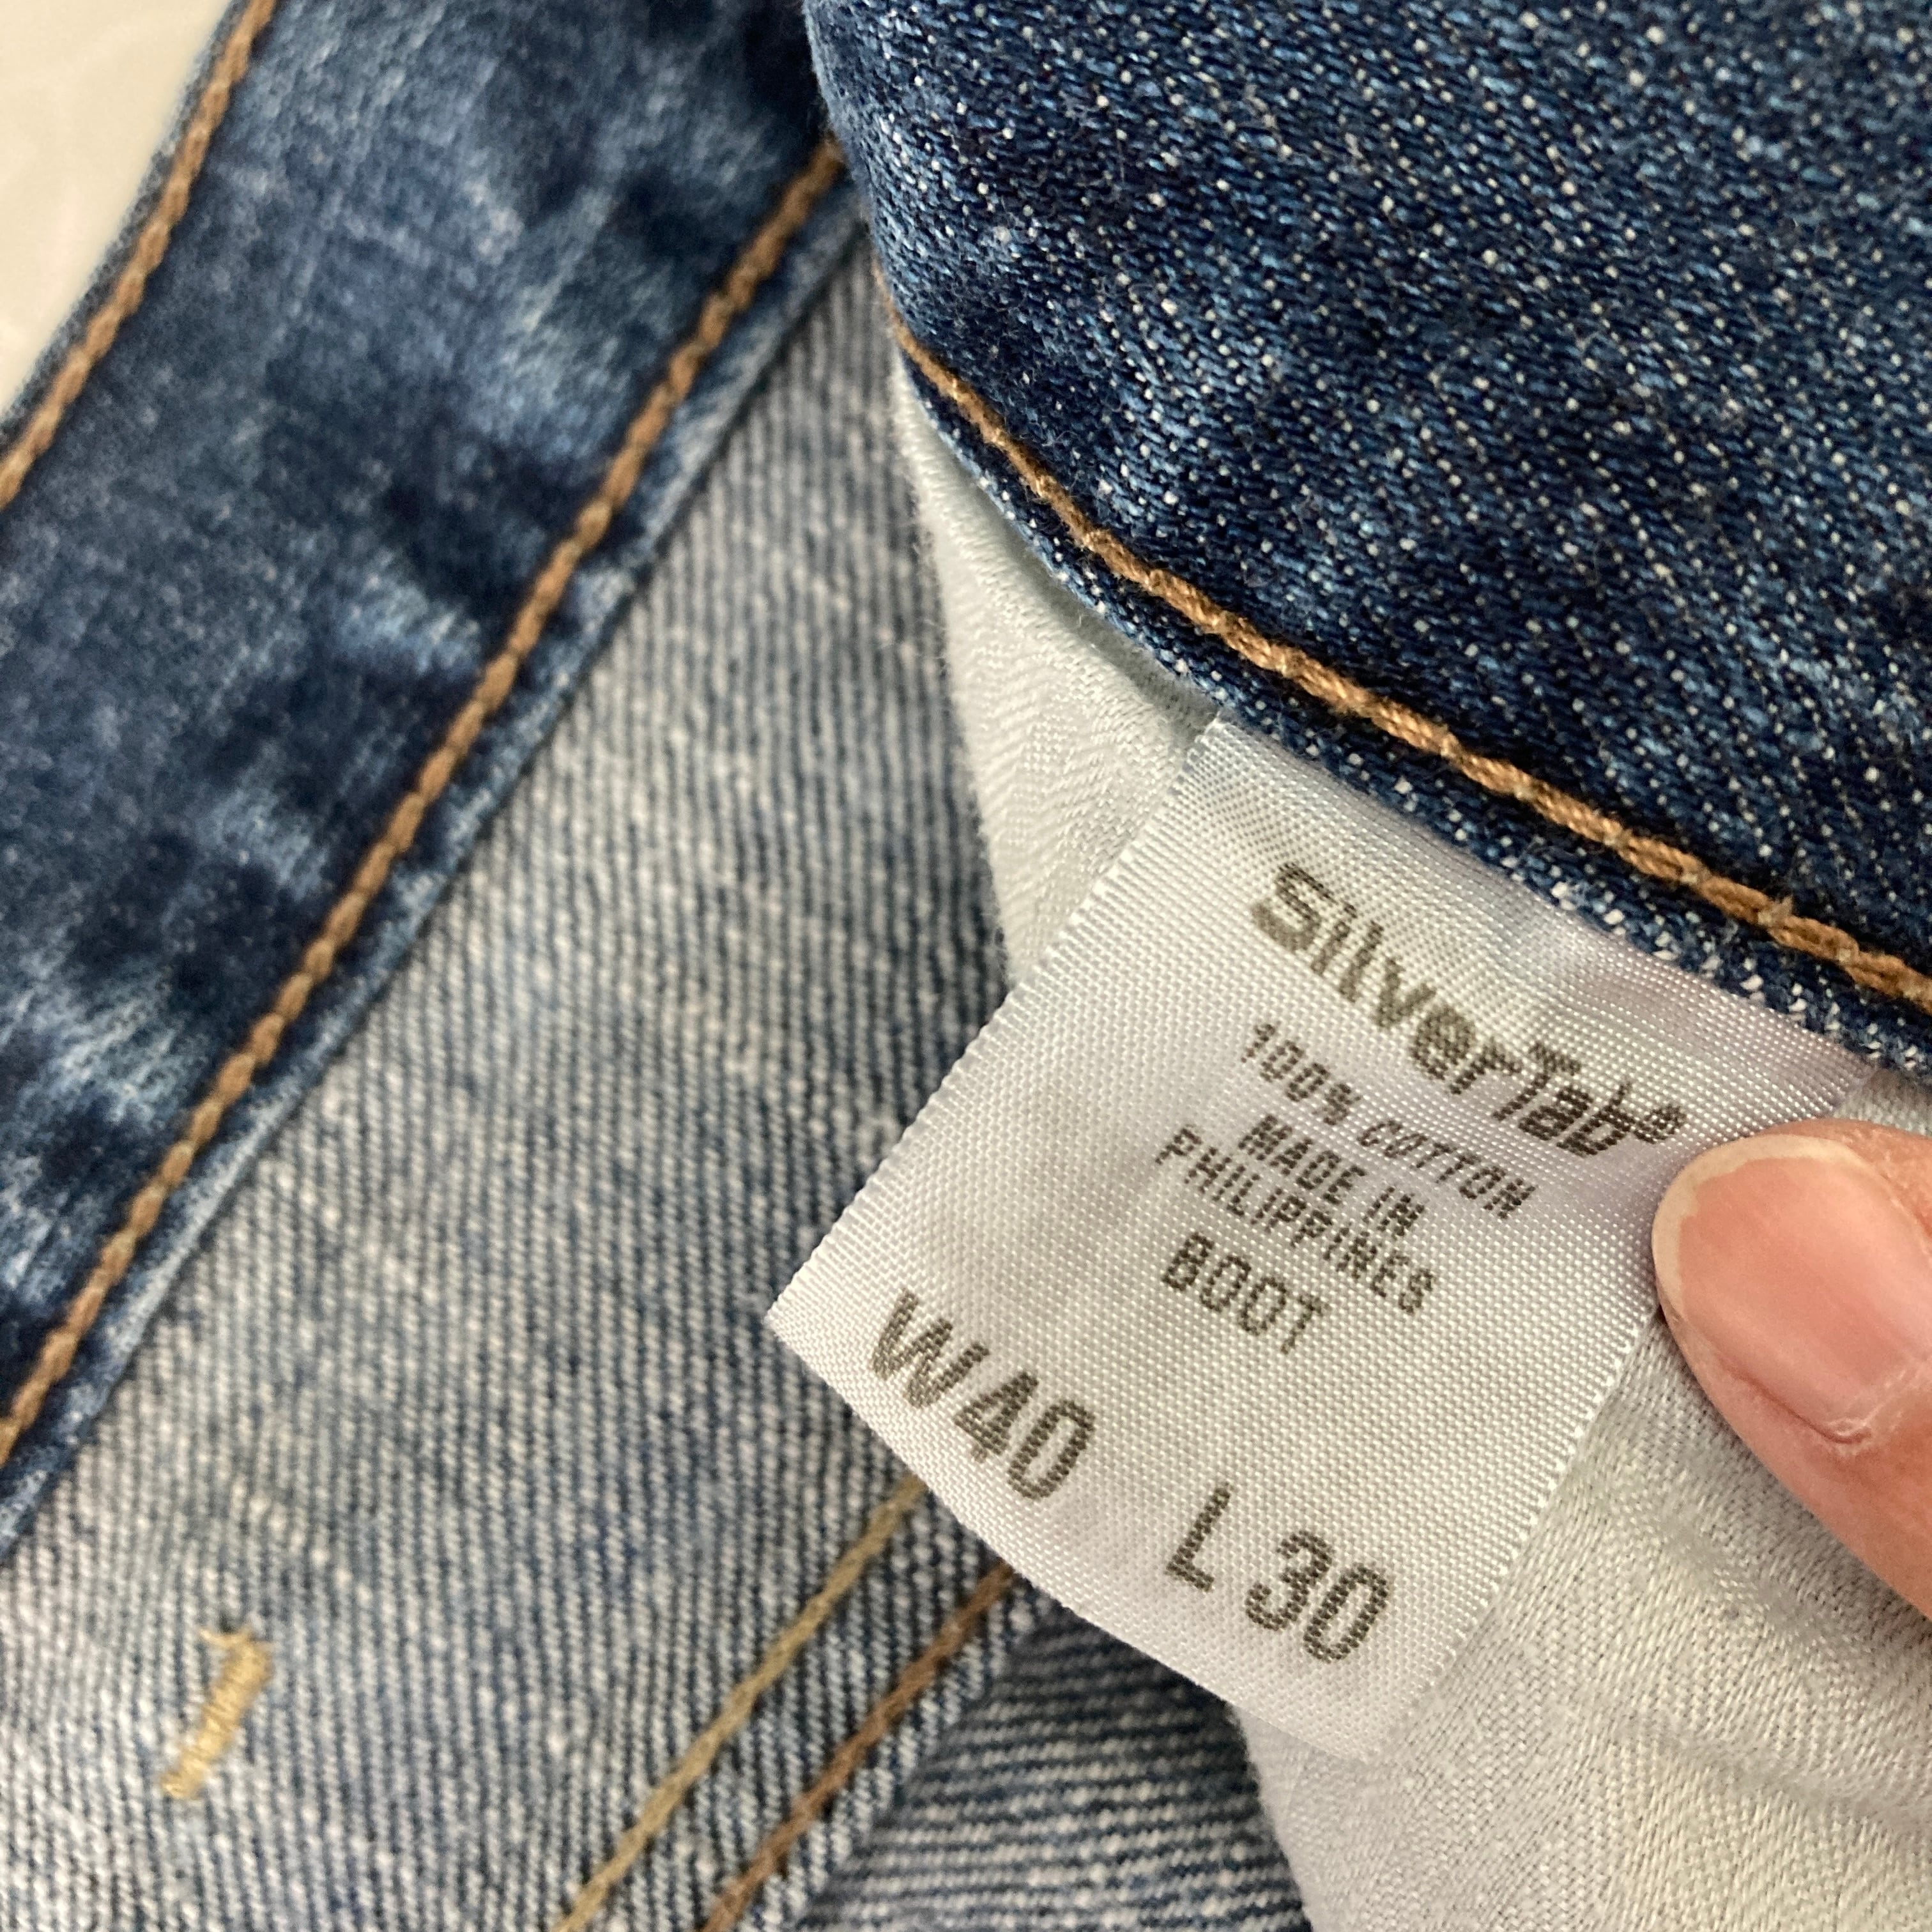 SilverTab®
100% COTTON
MADE IN
PHILIPPINES
BOOT
W40 L30